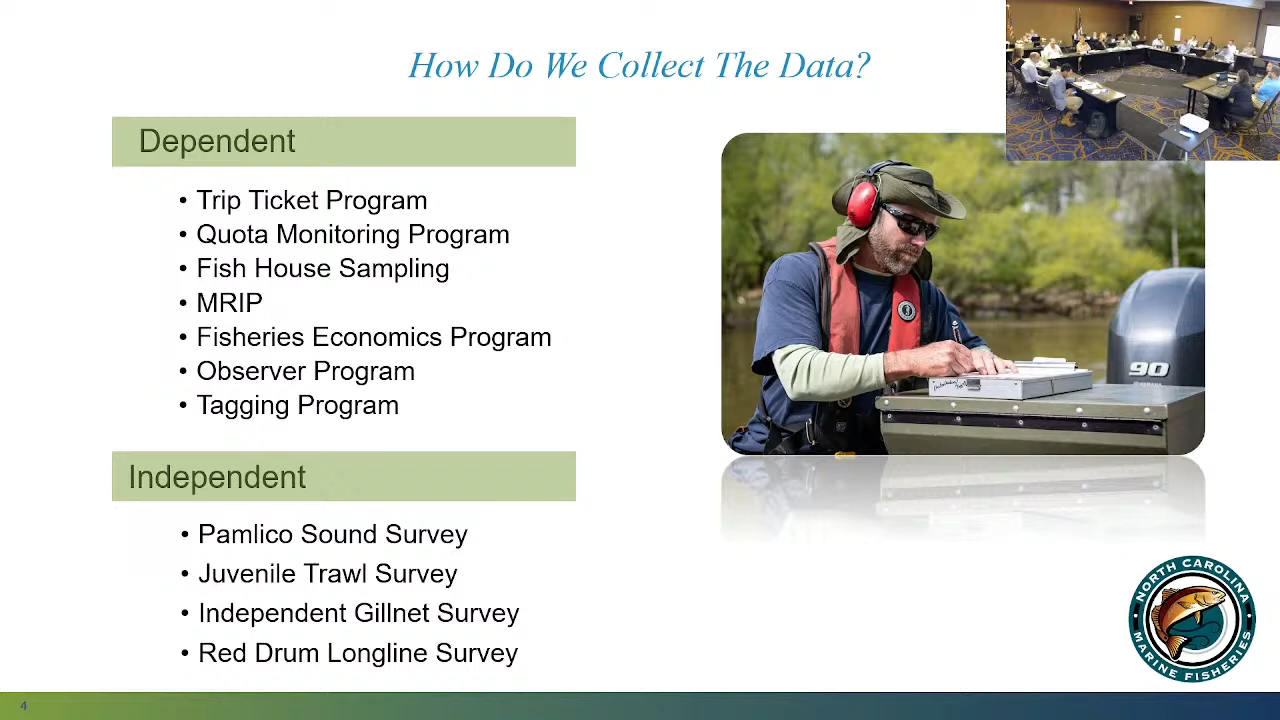 How Do We Collect The Data?
Dependent
• Trip Ticket Program
• Quota Monitoring Program
• Fish House Sampling
• MRIP
• Fisheries Economics Program
• Observer Program
• Tagging Program
Independent
• Pamlico Sound Survey
• Juvenile Trawl Survey
• Independent Gillnet Survey
• Red Drum Longline Survey
90
NORTH CAROLINA
MARINE FISHERIES
4